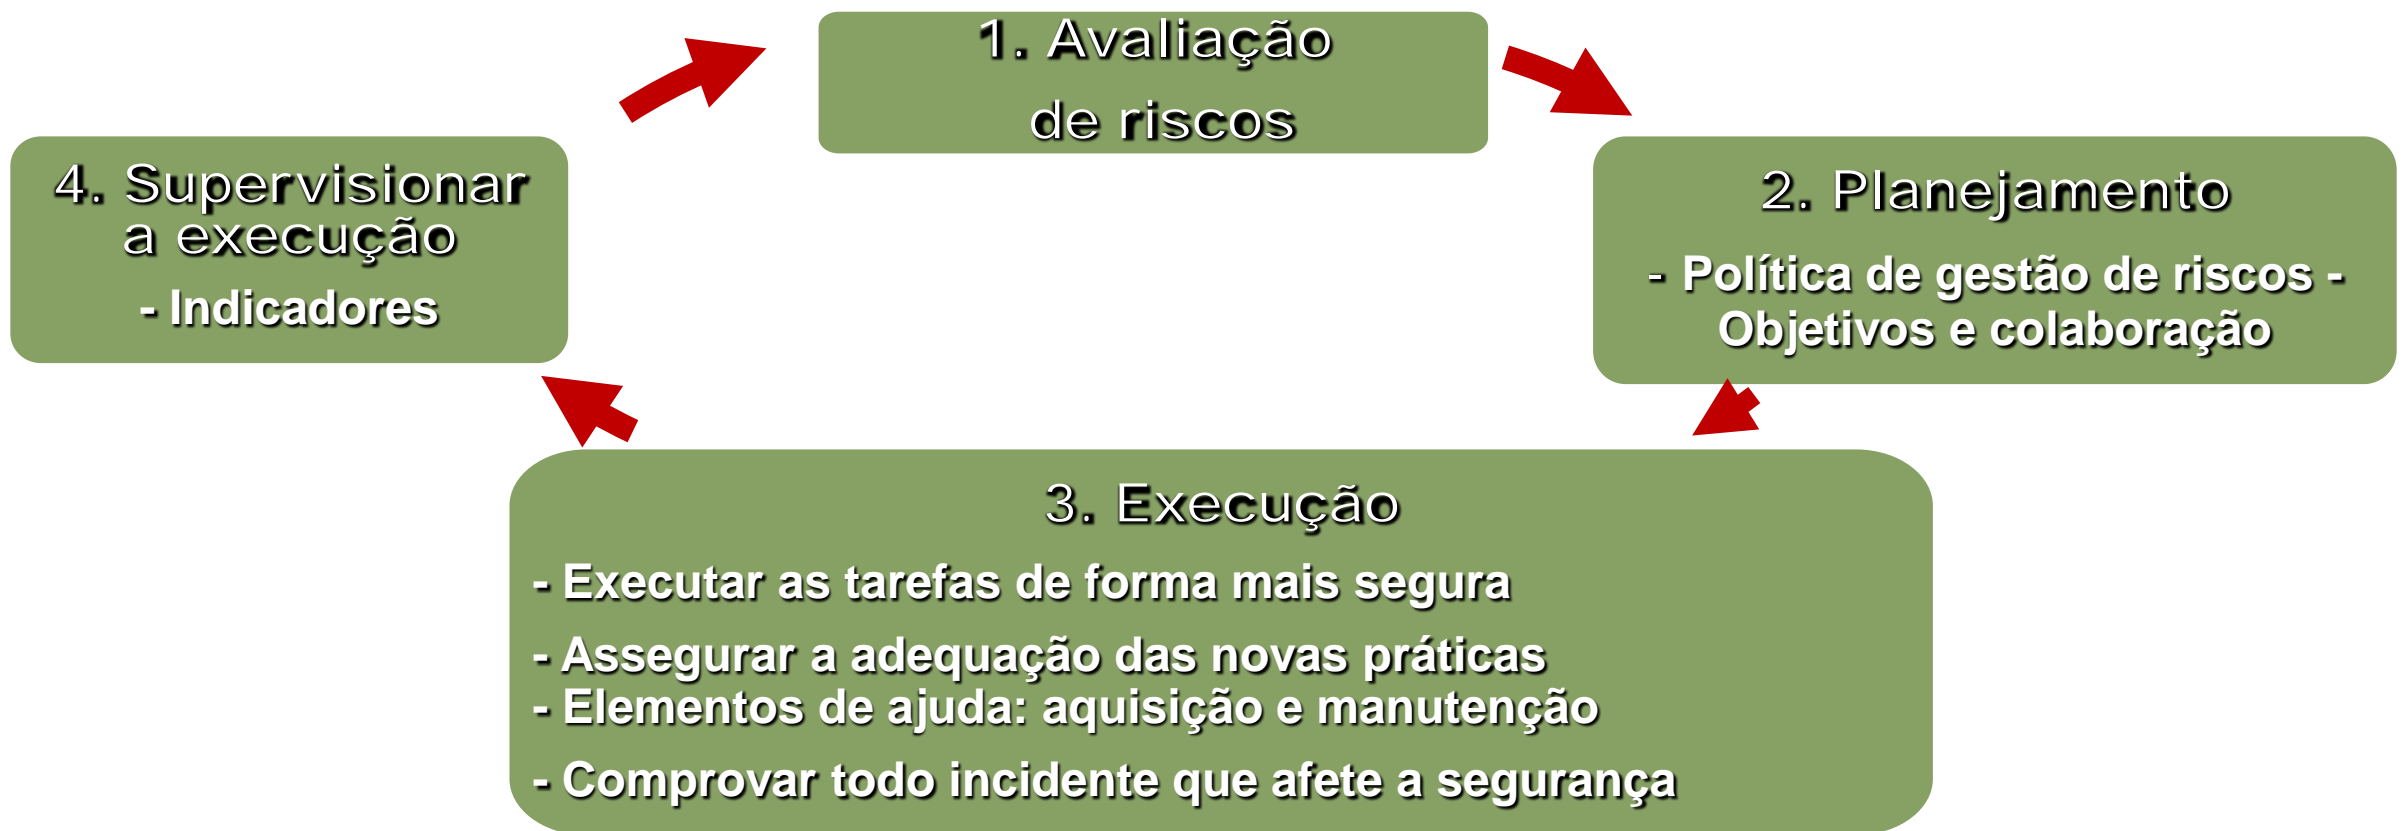 1. Avaliação
de riscos
2. Planejamento
- Política de gestão de riscos -
Objetivos e colaboração
3. Execução
- Executar as tarefas de forma mais segura
- Assegurar a adequação das novas práticas
- Elementos de ajuda: aquisição e manutenção
- Comprovar todo incidente que afete a segurança
4. Supervisionar
a execução
- Indicadores